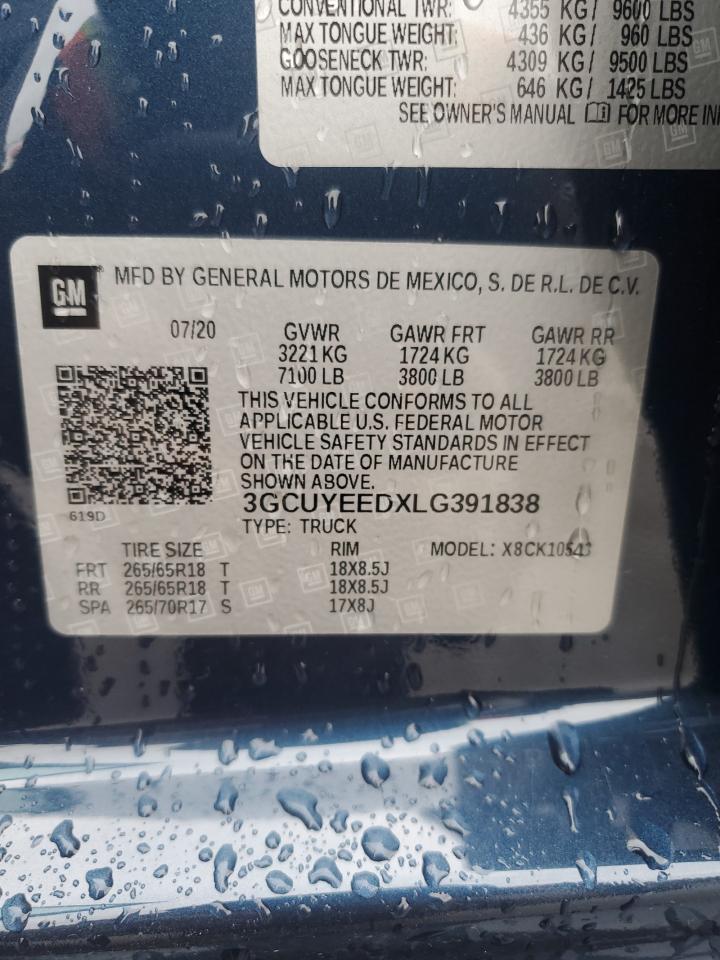 CONVENTIONAL TWR: 4355 KG/ 9600 LBS
MAX TONGUE WEIGHT: 436 KG/ 960 LBS
GOOSENECK TWR: 4309 KG/ 9500 LBS
MAX TONGUE WEIGHT: 646 KG/ 1425 LBS
SEE OWNER'S MANUAL FOR MORE
GM MFD BY GENERAL MOTORS DE MEXICO, S. DE R.L. DE C.V.
07/20 GVWR GAWR FRT GAWR RR
3221 KG 1724 KG 1724 KG
7100 LB 3800 LB 3800 LB
THIS VEHICLE CONFORMS TO ALL
APPLICABLE U.S. FEDERAL MOTOR
VEHICLE SAFETY STANDARDS IN EFFECT
ON THE DATE OF MANUFACTURE
SHOWN ABOVE.
619D
3GCUYEEDXLG391838
TYPE: TRUCK
TIRE SIZE RIM MODEL: X8CK10543
FRT 265/65R18 T 18X8.5J
RR 265/65R18 T 18X8.5J
SPA 265/70R17 S 17X8J